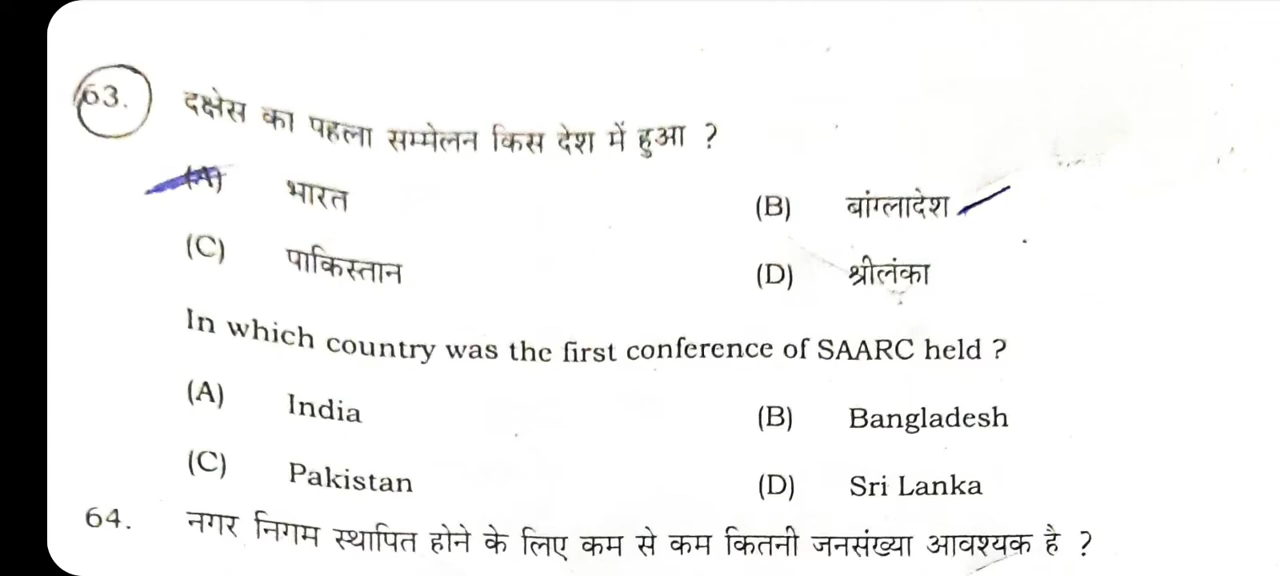 63. दक्षेस का पहला सम्मेलन किस देश में हुआ ?
(A) भारत (B) बांग्लादेश
(C) पाकिस्तान (D) श्रीलंका
In which country was the first conference of SAARC held ?
(A) India (B) Bangladesh
(C) Pakistan (D) Sri Lanka
64. नगर निगम स्थापित होने के लिए कम से कम कितनी जनसंख्या आवश्यक है ?